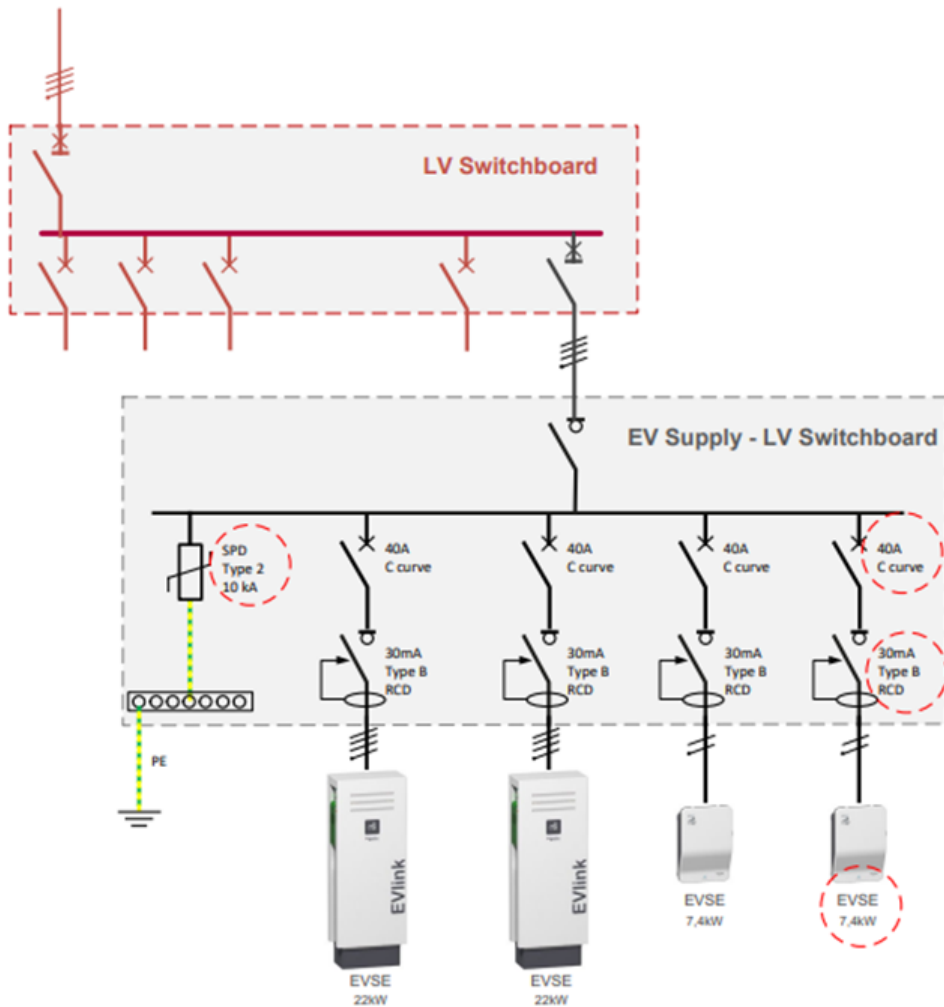 LV Switchboard
EV Supply - LV Switchboard
SPD
Type 2
10 kA
40A
C curve
40A
C curve
40A
C curve
40A
C curve
30mA
Type B
RCD
30mA
Type B
RCD
30mA
Type B
RCD
30mA
Type B
RCD
PE
EVlink
EVlink
EVSE
7,4kW
EVSE
7,4kW
EVSE
22kW
EVSE
22kW